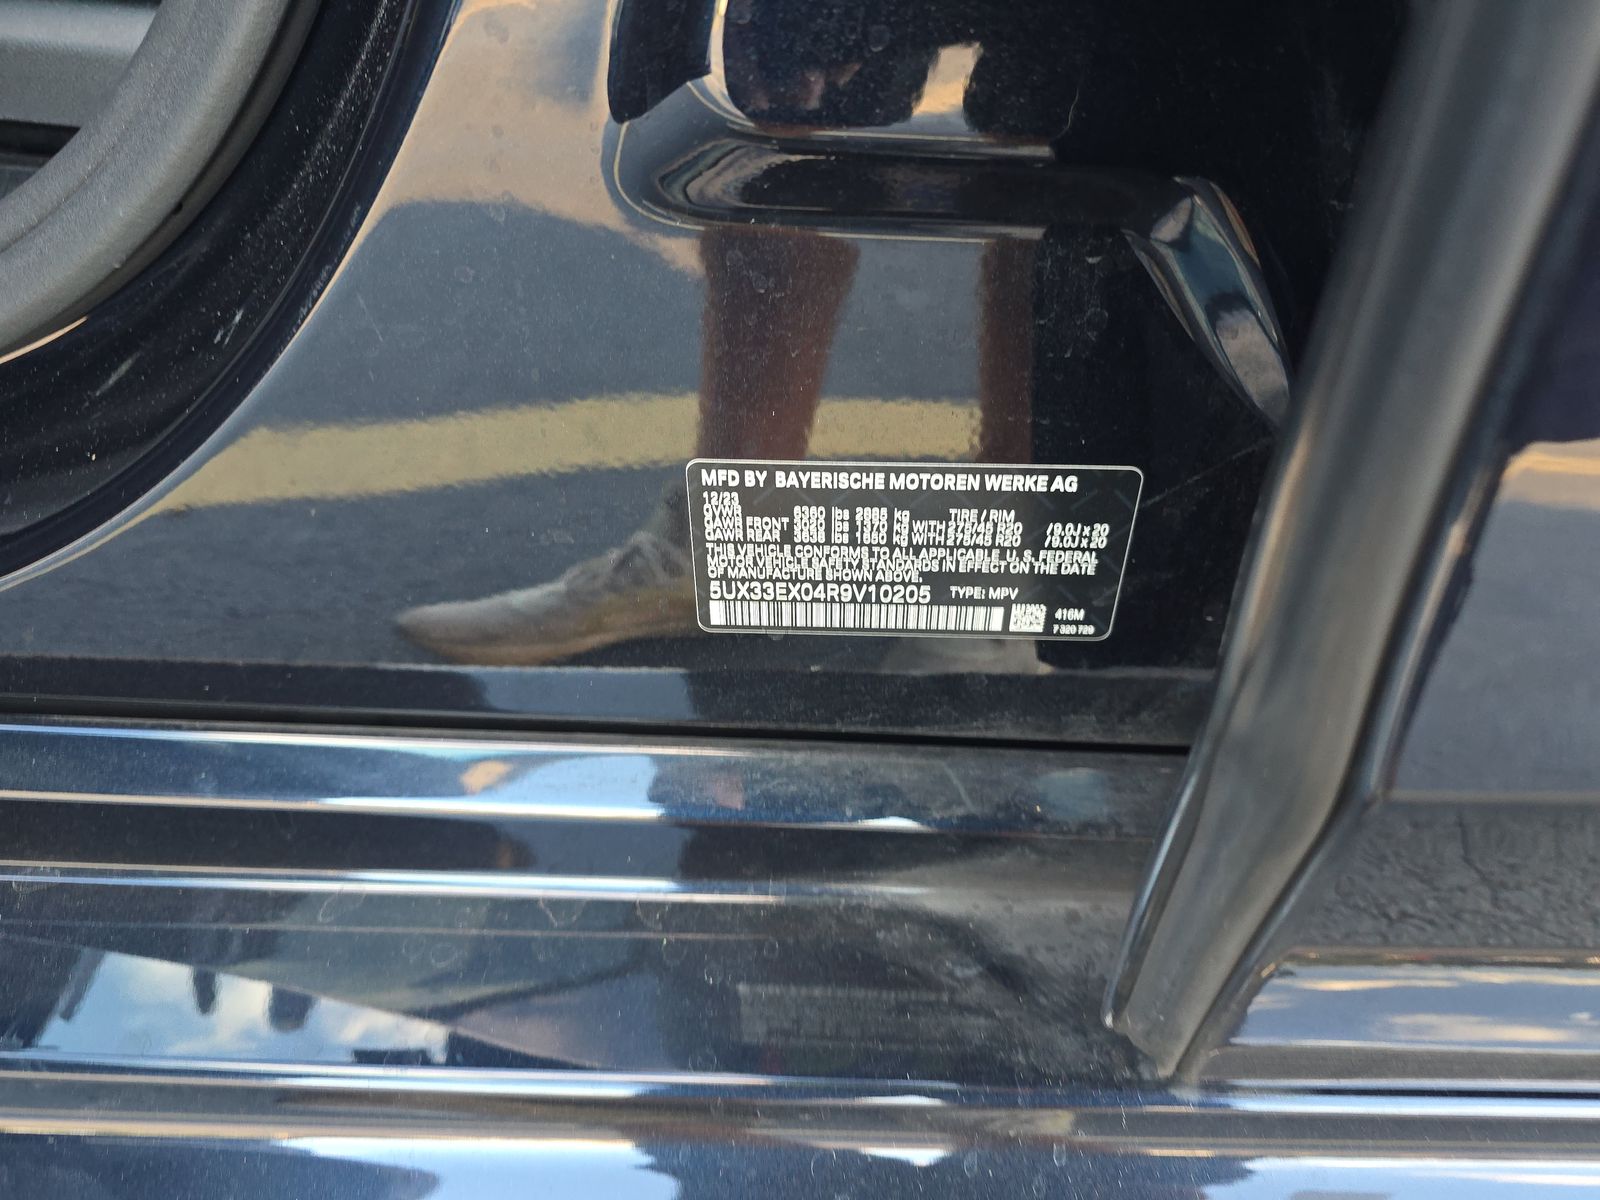 MFD BY BAYERISCHE MOTOREN WERKE AG
12/23
GVWR 6360 lbs 2885 kg TIRE / RIM
GAWR FRONT 3020 lbs 1370 kg WITH 275/45 R20 /9.0J x 20
GAWR REAR 3638 lbs 1650 kg WITH 275/45 R20 /9.0J x 20
THIS VEHICLE CONFORMS TO ALL APPLICABLE U. S. FEDERAL
MOTOR VEHICLE SAFETY STANDARDS IN EFFECT ON THE DATE
OF MANUFACTURE SHOWN ABOVE.
5UX33EX04R9V10205 TYPE: MPV
416M
7 320 729